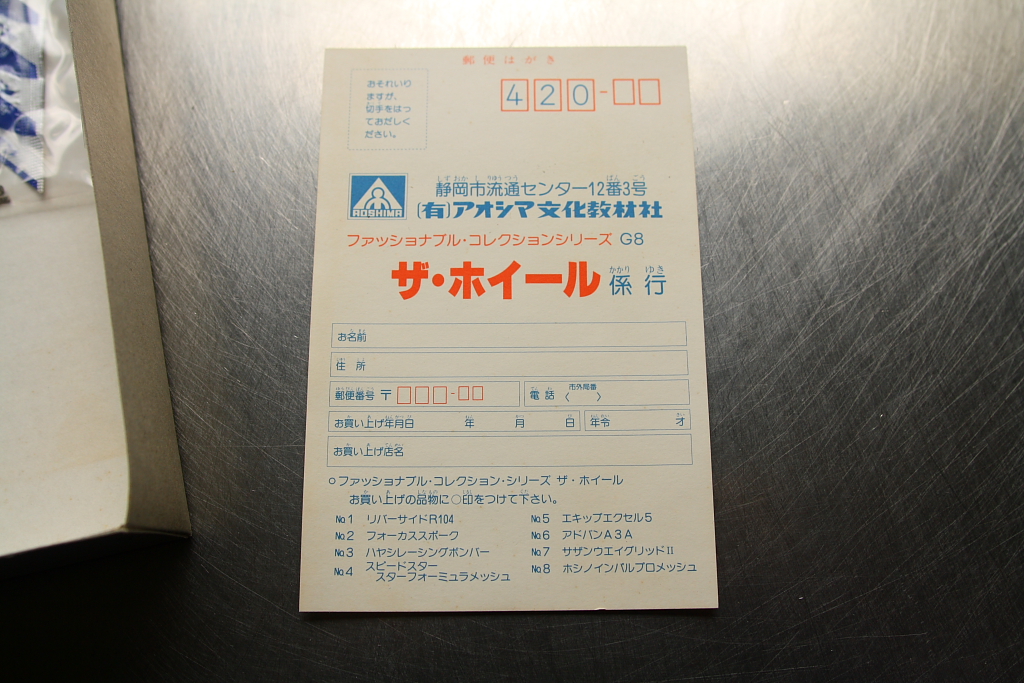 郵便はがき
おそれいり
ますが、
切手をはっ
ておだしく
ださい。
420-□□
静岡市流通センター12番3号
AOSHIMA
(有)アオシマ文化教材社
ファッショナブル・コレクションシリーズ G8
ザ・ホイール係行
お名前
住所
郵便番号 〒□□□-□□
電話 市外局番 〈 〉
お買い上げ年月日 年 月 日
年令 才
お買い上げ店名
○ファッショナブル・コレクション・シリーズ ザ・ホイール
お買い上げの品物に○印をつけて下さい。
No.1 リバーサイドR104
No.2 フォーカススポーク
No.3 ハヤシレーシングボンバー
No.4 スピードスター
スターフォーミュラメッシュ
No.5 エキップエクセル5
No.6 アドバンA3A
No.7 サザンウエイグリッドII
No.8 ホシノインパルプロメッシュ